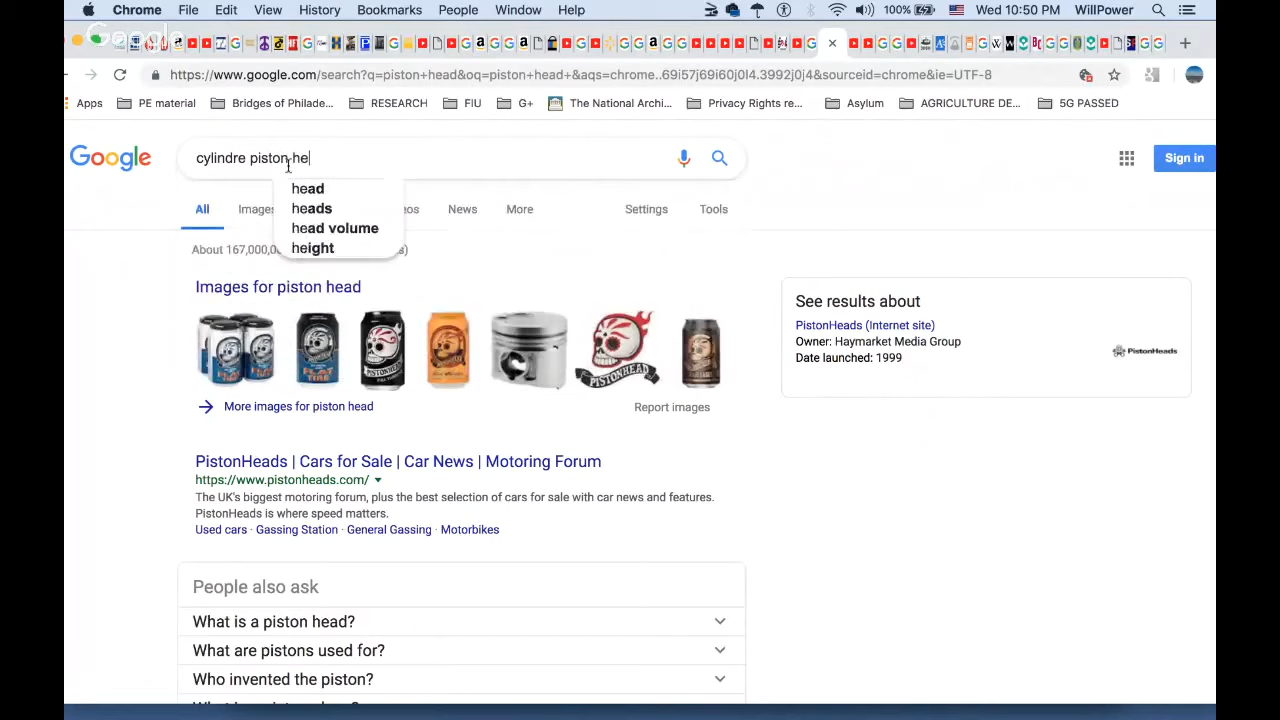 Chrome File Edit View History Bookmarks People Window Help 100% Wed 10:50 PM WillPower
Google
https://www.google.com/search?q=piston+head&oq=piston+head+&aqs=chrome..69i57j69i60j0l4.3992j0j4&sourceid=chrome&ie=UTF-8
Apps PE material Bridges of Philade... RESEARCH FIU G+ The National Archi... Privacy Rights re... Asylum AGRICULTURE DE... 5G PASSED
Google cylindre piston he Sign in
head
heads
head volume
height
All Images eos News More Settings Tools
About 167,000,0 s)
Images for piston head
PISTONHEAD
FLAT TIRE
More images for piston head Report images
See results about
PistonHeads (Internet site)
Owner: Haymarket Media Group
Date launched: 1999
PistonHeads
PistonHeads | Cars for Sale | Car News | Motoring Forum
https://www.pistonheads.com/
The UK's biggest motoring forum, plus the best selection of cars for sale with car news and features.
PistonHeads is where speed matters.
Used cars · Gassing Station · General Gassing · Motorbikes
People also ask
What is a piston head?
What are pistons used for?
Who invented the piston?